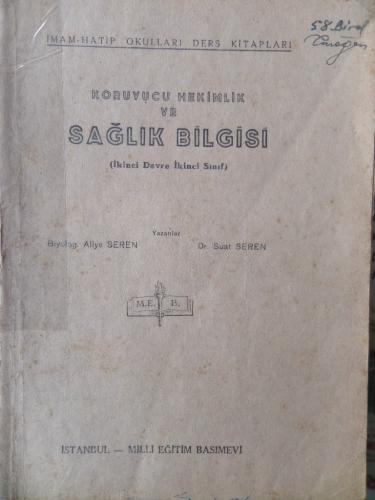 İMAM-HATİP OKULLARI DERS KİTAPLARI
KORUYUCU HEKİMLİK
VE
SAĞLIK BİLGİSİ
(İkinci Devre İkinci Sınıf)
Yazanlar
Biyolog. Aliye SEREN
Dr. Suat SEREN
M.E. B.
İSTANBUL — MİLLÎ EĞİTİM BASIMEVİ